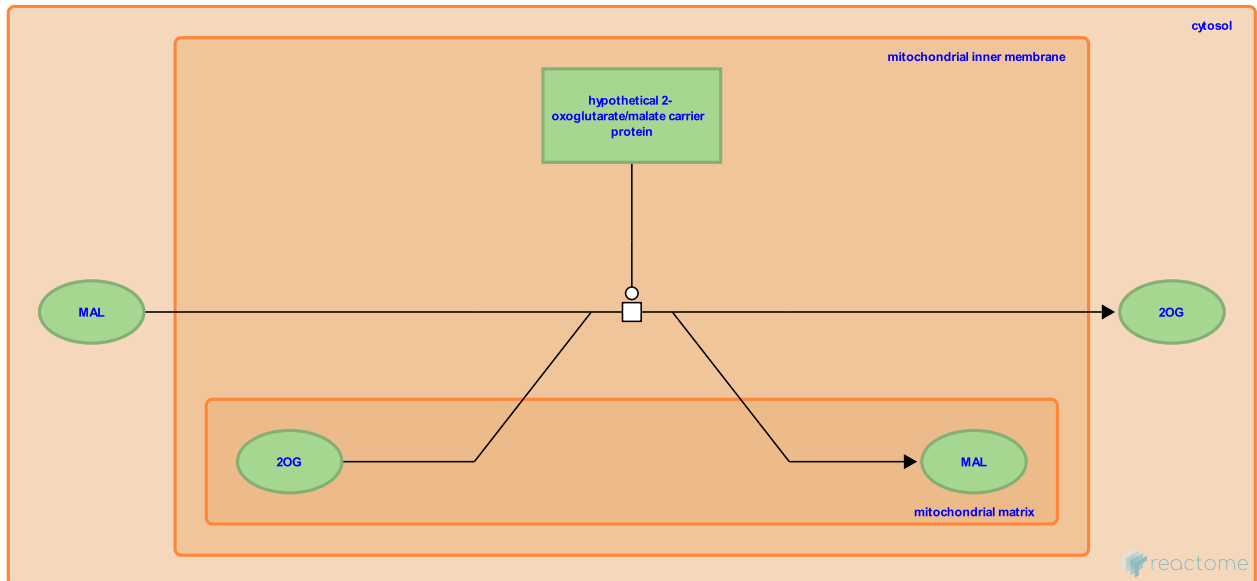 cytosol
mitochondrial inner membrane
hypothetical 2-
oxoglutarate/malate carrier
protein
MAL
2OG
2OG
MAL
mitochondrial matrix
reactome